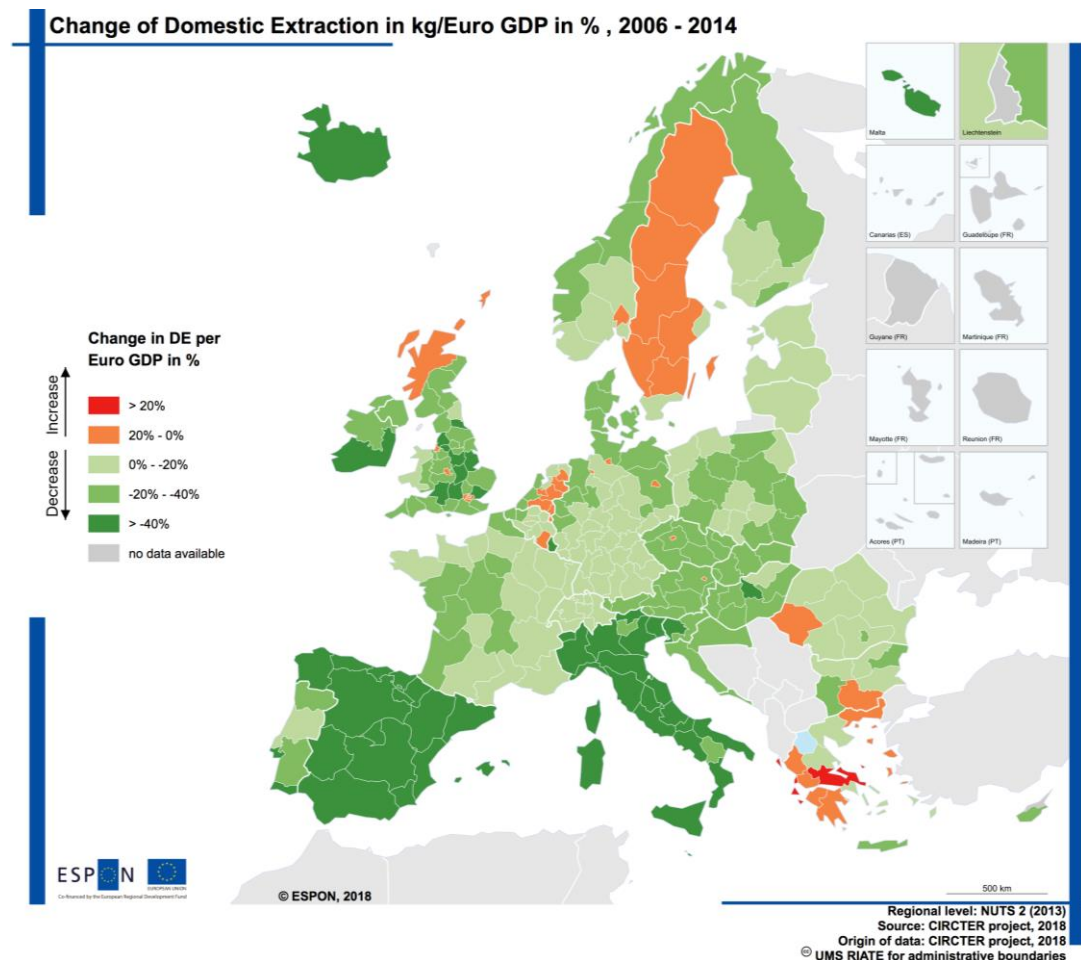 Change of Domestic Extraction in kg/Euro GDP in % , 2006 - 2014
Malta
Liechtenstein
Canarias (ES)
Guadeloupe (FR)
Guyane (FR)
Martinique (FR)
Mayotte (FR)
Reunion (FR)
Acores (PT)
Madeira (PT)
Change in DE per
Euro GDP in %
Increase
Decrease
> 20%
20% - 0%
0% - -20%
-20% - -40%
> -40%
no data available
ESPON
EUROPEAN UNION
Co-financed by the European Regional Development Fund
© ESPON, 2018
500 km
Regional level: NUTS 2 (2013)
Source: CIRCTER project, 2018
Origin of data: CIRCTER project, 2018
(cc) UMS RIATE for administrative boundaries